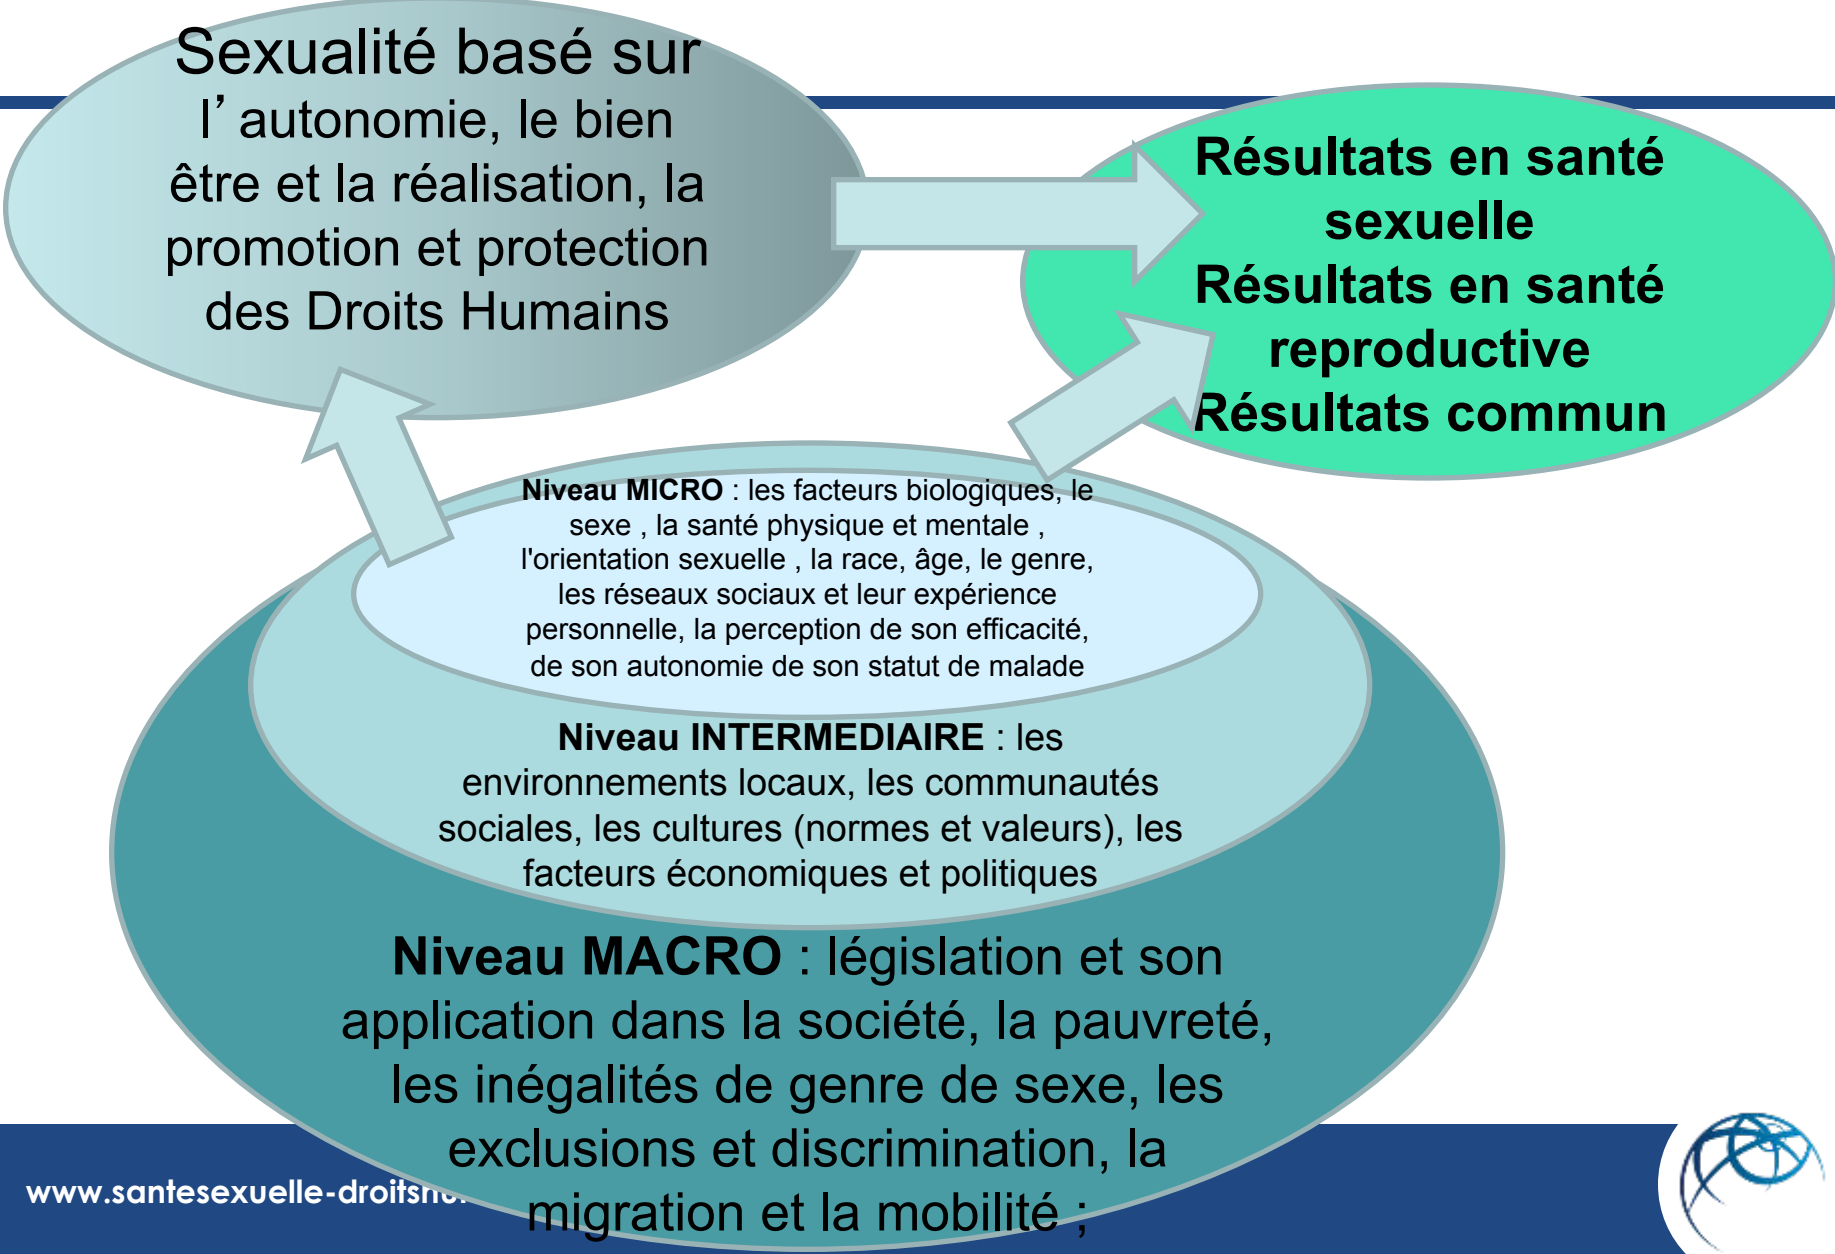 Sexualité basé sur
l’autonomie, le bien
être et la réalisation, la
promotion et protection
des Droits Humains
Résultats en santé
sexuelle
Résultats en santé
reproductive
Résultats commun
Niveau MICRO : les facteurs biologiques, le
sexe , la santé physique et mentale ,
l'orientation sexuelle , la race, âge, le genre,
les réseaux sociaux et leur expérience
personnelle, la perception de son efficacité,
de son autonomie de son statut de malade
Niveau INTERMEDIAIRE : les
environnements locaux, les communautés
sociales, les cultures (normes et valeurs), les
facteurs économiques et politiques
Niveau MACRO : législation et son
application dans la société, la pauvreté,
les inégalités de genre de sexe, les
exclusions et discrimination, la
migration et la mobilité ;